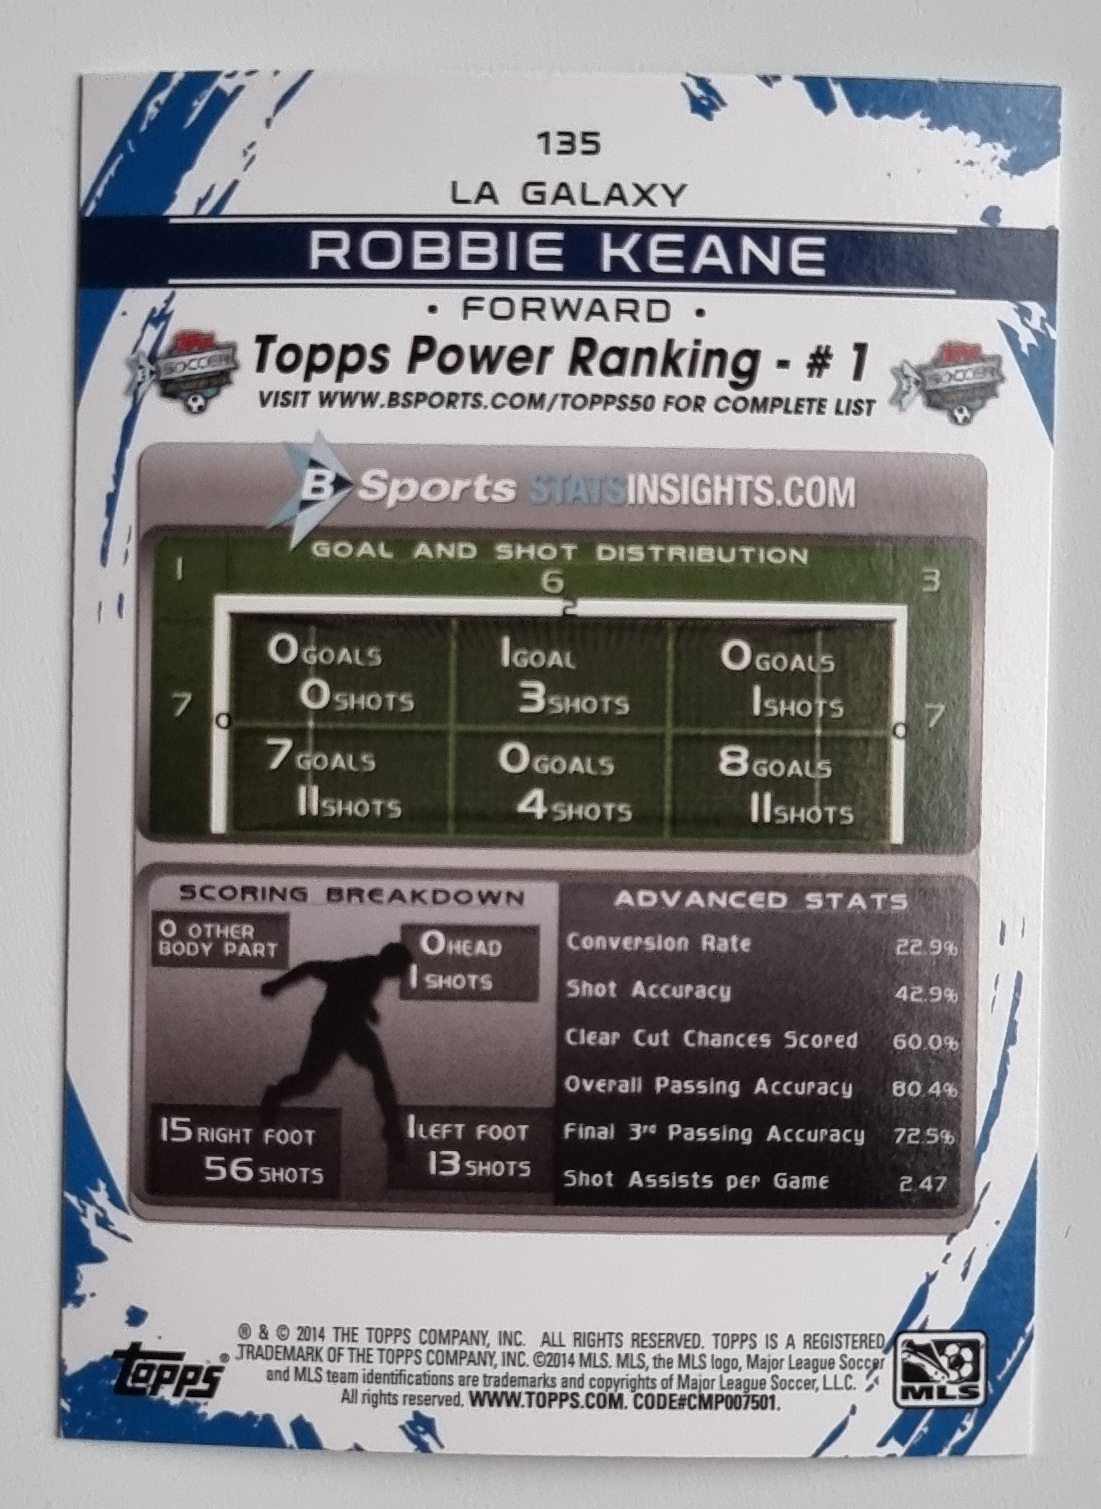 135
LA GALAXY
ROBBIE KEANE
• FORWARD •
Topps Power Ranking - # 1
VISIT WWW.BSPORTS.COM/TOPPS50 FOR COMPLETE LIST
SOCCER
SOCCER
B Sports STATSINSIGHTS.COM
GOAL AND SHOT DISTRIBUTION
1 6 3
2
0 GOALS 1 GOAL 0 GOALS
0 SHOTS 3 SHOTS 1 SHOTS
7 0 0 7
7 GOALS 0 GOALS 8 GOALS
11 SHOTS 4 SHOTS 11 SHOTS
SCORING BREAKDOWN
0 OTHER
BODY PART
0 HEAD
1 SHOTS
15 RIGHT FOOT
56 SHOTS
1 LEFT FOOT
13 SHOTS
ADVANCED STATS
Conversion Rate 22.9%
Shot Accuracy 42.9%
Clear Cut Chances Scored 60.0%
Overall Passing Accuracy 80.4%
Final 3rd Passing Accuracy 72.5%
Shot Assists per Game 2.47
® & © 2014 THE TOPPS COMPANY, INC. ALL RIGHTS RESERVED. TOPPS IS A REGISTERED
TRADEMARK OF THE TOPPS COMPANY, INC. ©2014 MLS. MLS, the MLS logo, Major League Soccer
and MLS team identifications are trademarks and copyrights of Major League Soccer, L.L.C.
All rights reserved. WWW.TOPPS.COM. CODE#CMP007501.
topps®
MLS